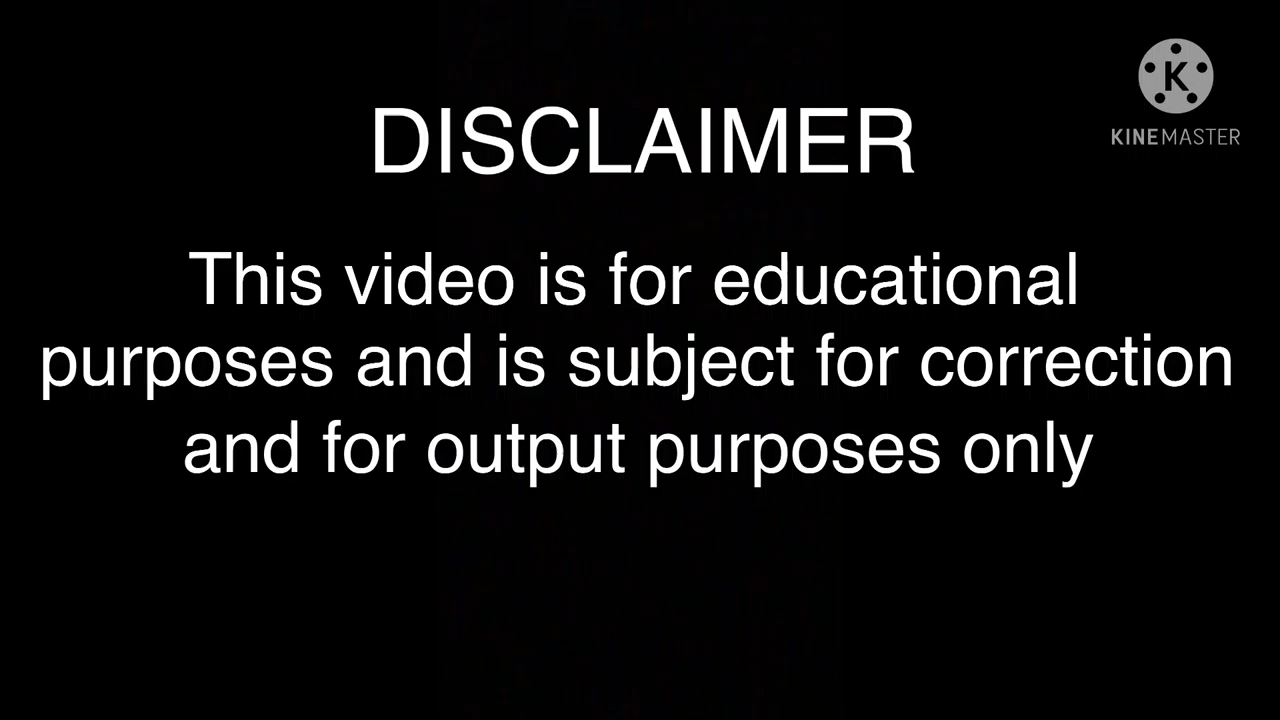 K
KINEMASTER
DISCLAIMER
This video is for educational
purposes and is subject for correction
and for output purposes only